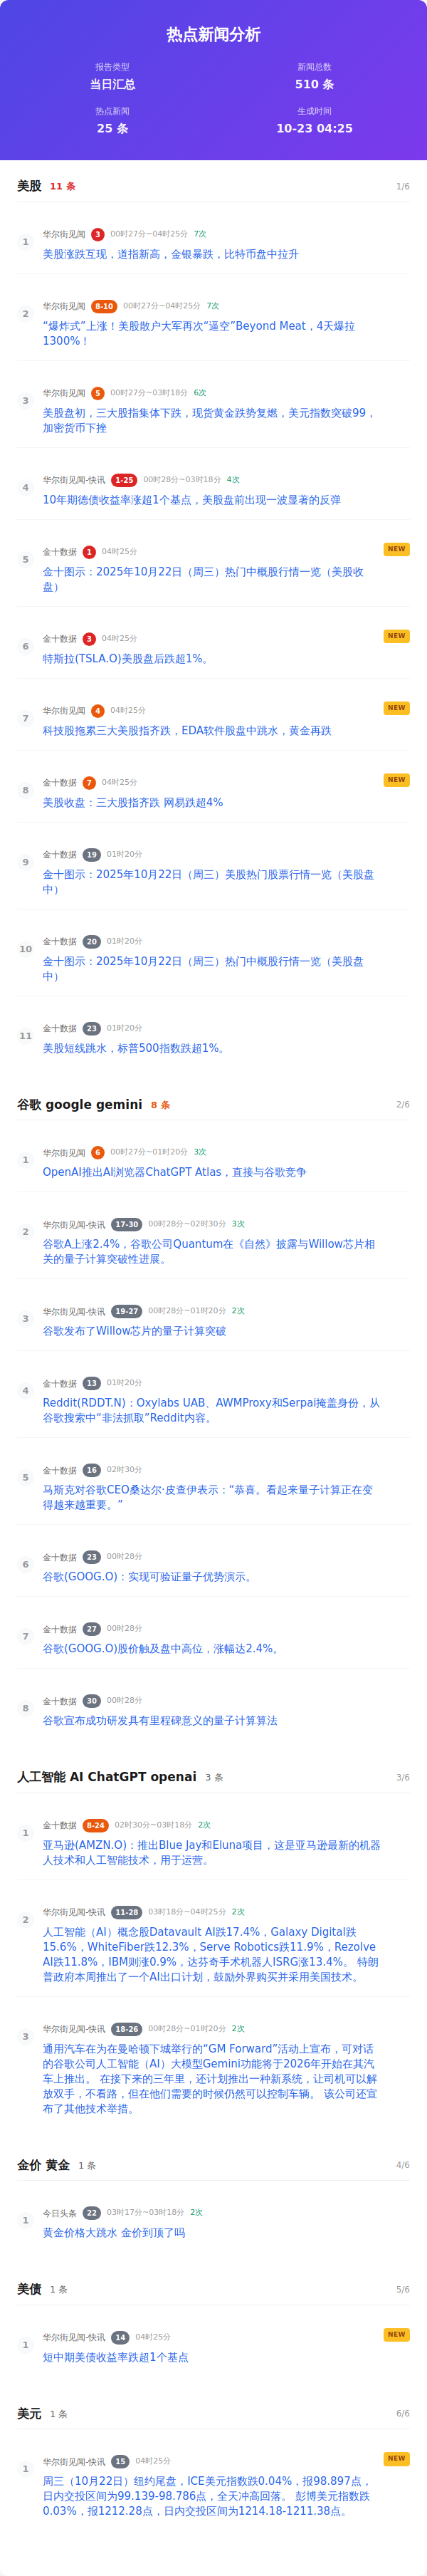 热点新闻分析
报告类型
新闻总数
当日汇总
510 条
热点新闻
生成时间
25 条
10-23 04:25
美股 11 条 1/6
1
华尔街见闻 3 00时27分~04时25分 7次
美股涨跌互现，道指新高，金银暴跌，比特币盘中拉升
2
华尔街见闻 8-10 00时27分~04时25分 7次
“爆炸式”上涨！美股散户大军再次“逼空”Beyond Meat，4天爆拉
1300%！
3
华尔街见闻 5 00时27分~03时18分 6次
美股盘初，三大股指集体下跌，现货黄金跌势复燃，美元指数突破99，
加密货币下挫
4
华尔街见闻-快讯 1-25 00时28分~03时18分 4次
10年期德债收益率涨超1个基点，美股盘前出现一波显著的反弹
5
金十数据 1 04时25分 NEW
金十图示：2025年10月22日（周三）热门中概股行情一览（美股收
盘）
6
金十数据 3 04时25分 NEW
特斯拉(TSLA.O)美股盘后跌超1%。
7
华尔街见闻 4 04时25分 NEW
科技股拖累三大美股指齐跌，EDA软件股盘中跳水，黄金再跌
8
金十数据 7 04时25分 NEW
美股收盘：三大股指齐跌 网易跌超4%
9
金十数据 19 01时20分
金十图示：2025年10月22日（周三）美股热门股票行情一览（美股盘
中）
10
金十数据 20 01时20分
金十图示：2025年10月22日（周三）热门中概股行情一览（美股盘
中）
11
金十数据 23 01时20分
美股短线跳水，标普500指数跌超1%。
谷歌 google gemini 8 条 2/6
1
华尔街见闻 6 00时27分~01时20分 3次
OpenAI推出AI浏览器ChatGPT Atlas，直接与谷歌竞争
2
华尔街见闻-快讯 17-30 00时28分~02时30分 3次
谷歌A上涨2.4%，谷歌公司Quantum在《自然》披露与Willow芯片相
关的量子计算突破性进展。
3
华尔街见闻-快讯 19-27 00时28分~01时20分 2次
谷歌发布了Willow芯片的量子计算突破
4
金十数据 13 01时20分
Reddit(RDDT.N)：Oxylabs UAB、AWMProxy和Serpai掩盖身份，从
谷歌搜索中“非法抓取”Reddit内容。
5
金十数据 16 02时30分
马斯克对谷歌CEO桑达尔·皮查伊表示：“恭喜。看起来量子计算正在变
得越来越重要。”
6
金十数据 23 00时28分
谷歌(GOOG.O)：实现可验证量子优势演示。
7
金十数据 27 00时28分
谷歌(GOOG.O)股价触及盘中高位，涨幅达2.4%。
8
金十数据 30 00时28分
谷歌宣布成功研发具有里程碑意义的量子计算算法
人工智能 AI ChatGPT openai 3 条 3/6
1
金十数据 8-24 02时30分~03时18分 2次
亚马逊(AMZN.O)：推出Blue Jay和Eluna项目，这是亚马逊最新的机器
人技术和人工智能技术，用于运营。
2
华尔街见闻-快讯 11-28 03时18分~04时25分 2次
人工智能（AI）概念股Datavault AI跌17.4%，Galaxy Digital跌
15.6%，WhiteFiber跌12.3%，Serve Robotics跌11.9%，Rezolve
AI跌11.8%，IBM则涨0.9%，达芬奇手术机器人ISRG涨13.4%。 特朗
普政府本周推出了一个AI出口计划，鼓励外界购买并采用美国技术。
3
华尔街见闻-快讯 18-26 00时28分~01时20分 2次
通用汽车在为在曼哈顿下城举行的“GM Forward”活动上宣布，可对话
的谷歌公司人工智能（AI）大模型Gemini功能将于2026年开始在其汽
车上推出。 在接下来的三年里，还计划推出一种新系统，让司机可以解
放双手，不看路，但在他们需要的时候仍然可以控制车辆。 该公司还宣
布了其他技术举措。
金价 黄金 1 条 4/6
1
今日头条 22 03时17分~03时18分 2次
黄金价格大跳水 金价到顶了吗
美债 1 条 5/6
1
华尔街见闻-快讯 14 04时25分 NEW
短中期美债收益率跌超1个基点
美元 1 条 6/6
1
华尔街见闻-快讯 15 04时25分 NEW
周三（10月22日）纽约尾盘，ICE美元指数跌0.04%，报98.897点，
日内交投区间为99.139-98.786点，全天冲高回落。 彭博美元指数跌
0.03%，报1212.28点，日内交投区间为1214.18-1211.38点。